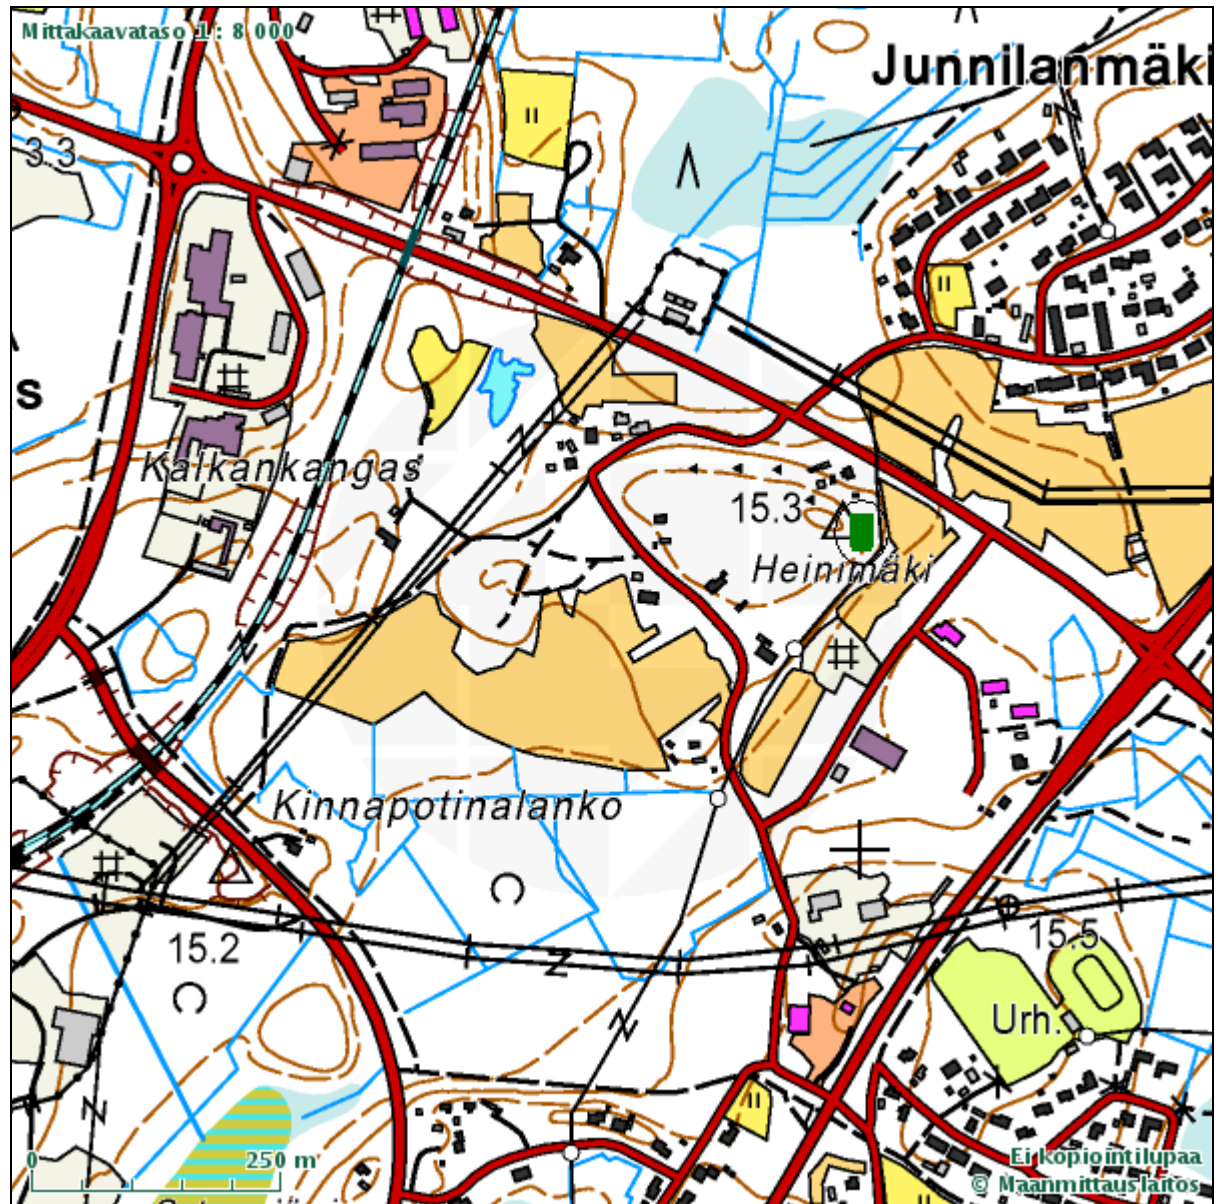 Mittakaavataso 1 : 8 000
Junnilanmäki
3.3
s
Kalkankangas
15.3
Heinimäki
Kinnapotinalanko
15.2
15.5
Urh.
0 250 m
Ei kopiointilupaa
© Maanmittauslaitos